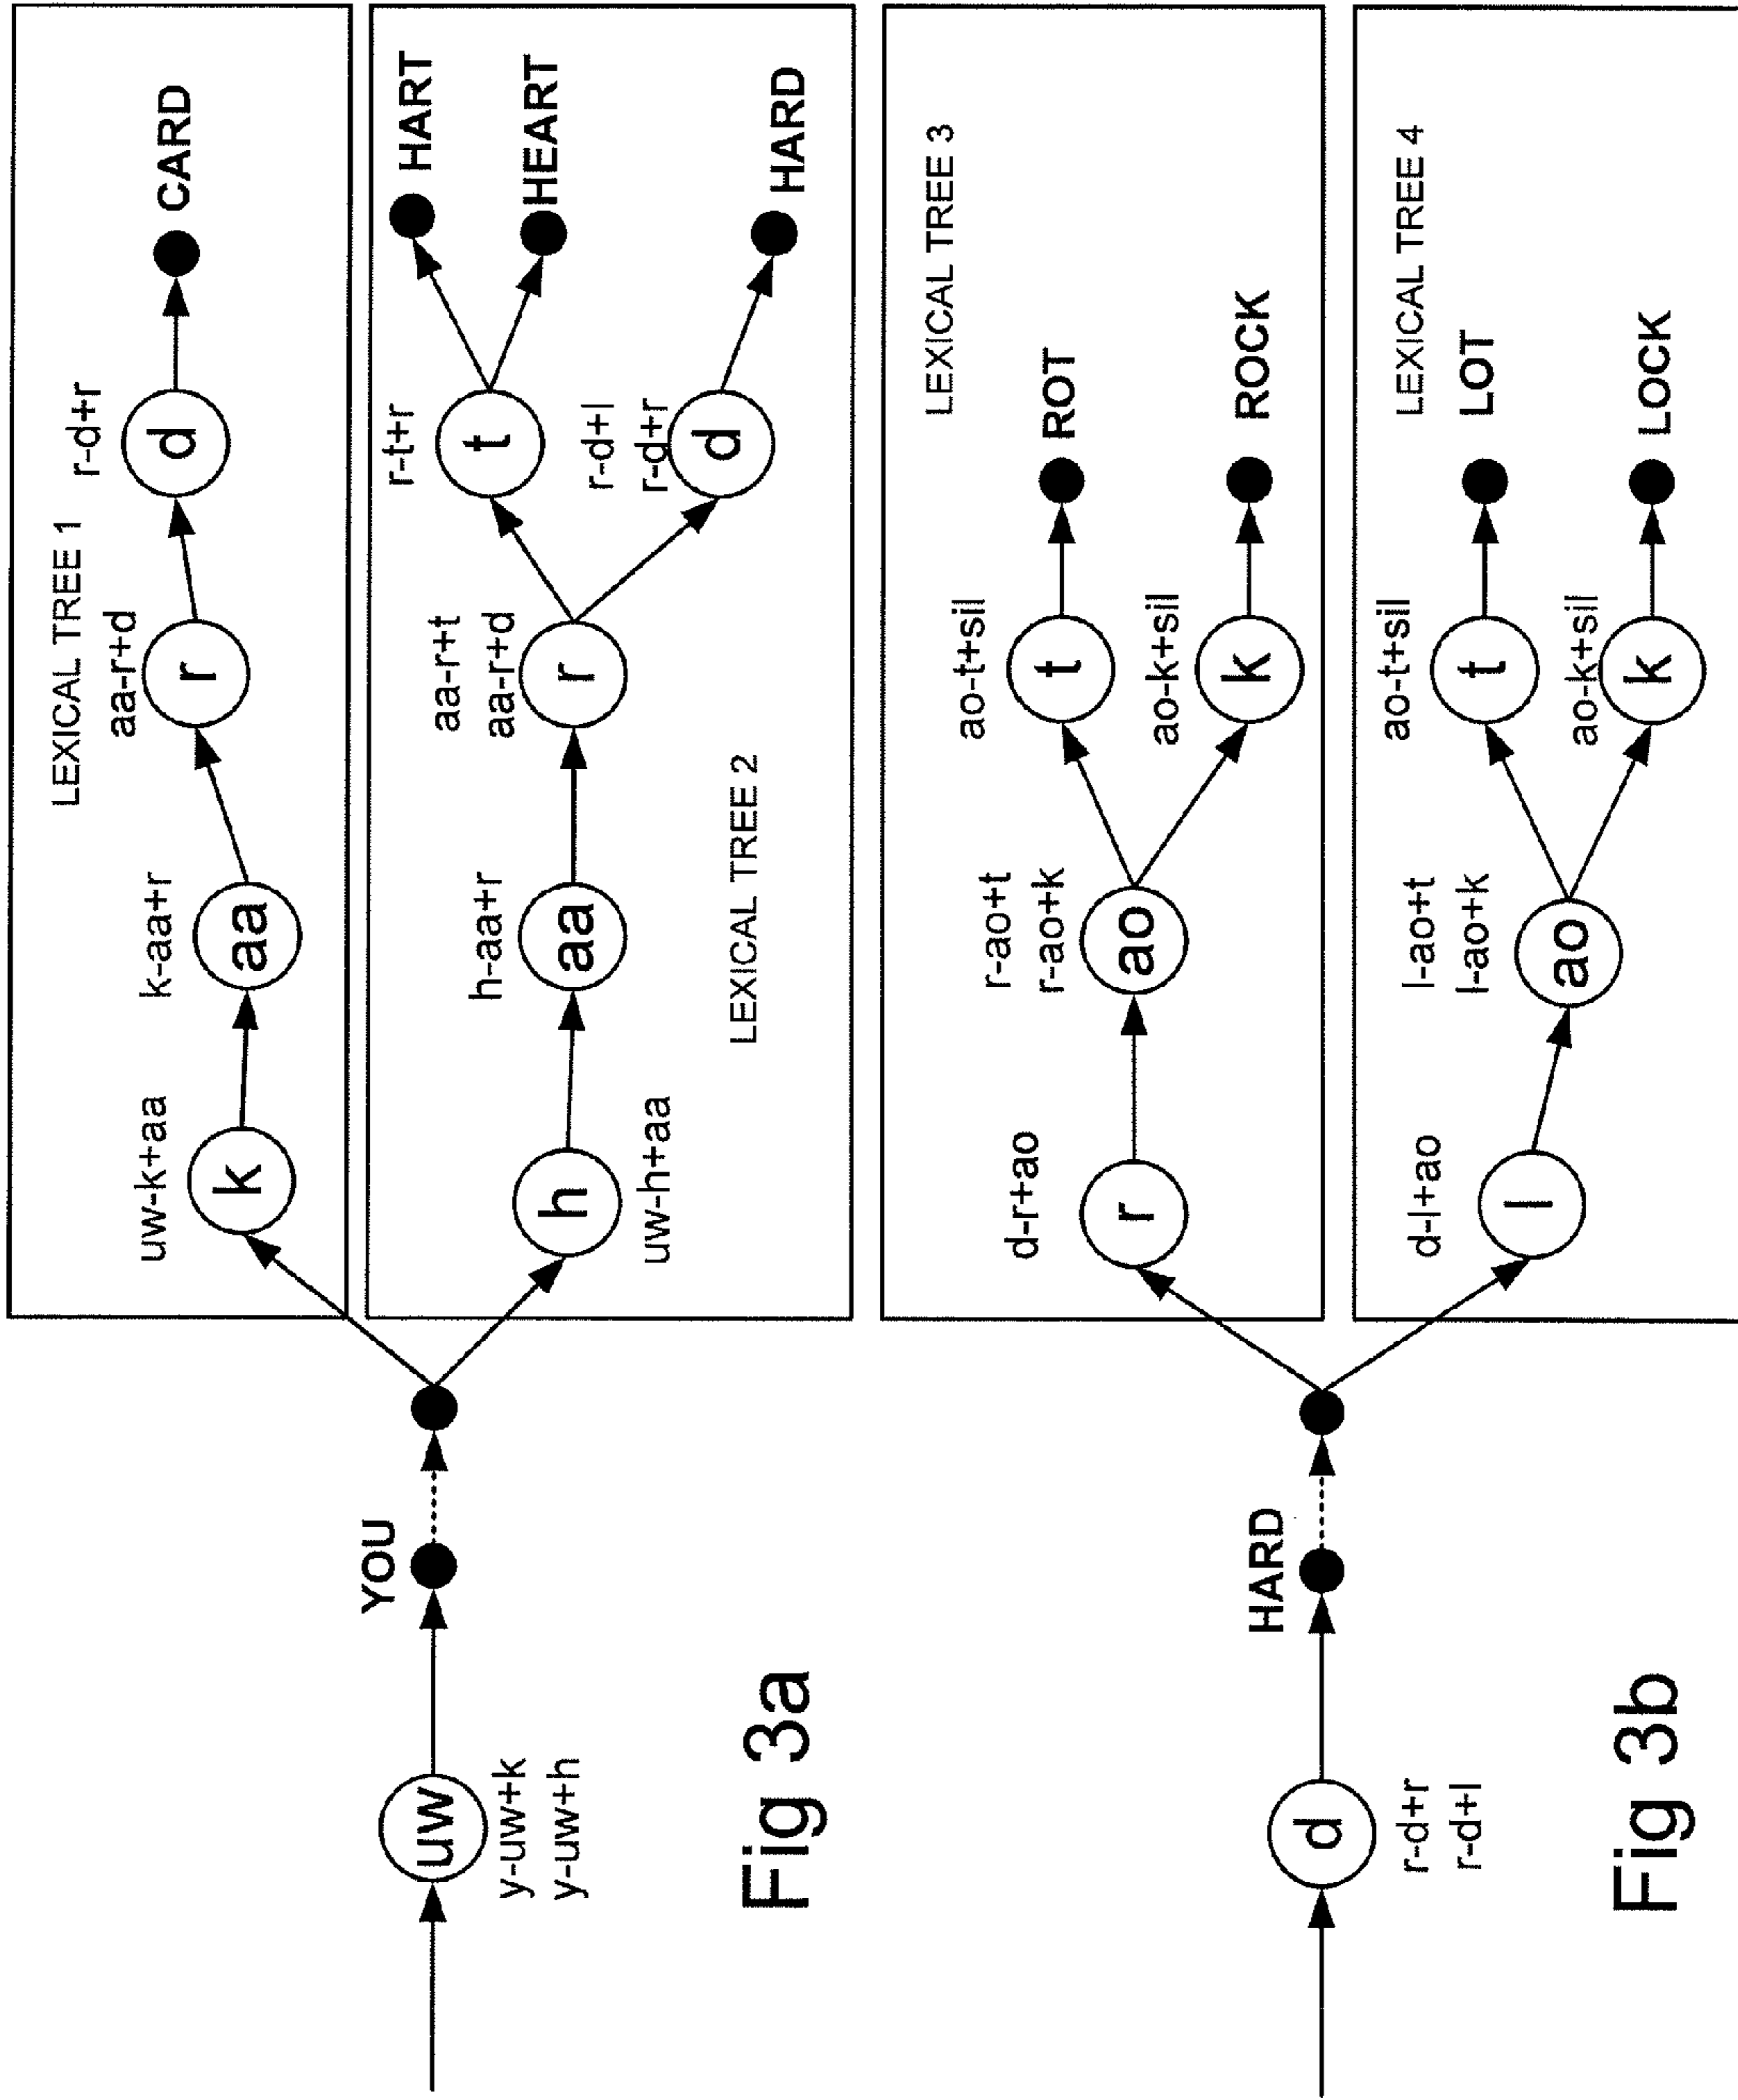 LEXICAL TREE 1
uw-k+aa
k
k-aa+r
aa
aa-r+d
r
r-d+r
d
CARD
uw
y-uw+k
y-uw+h
YOU
h
uw-h+aa
h-aa+r
aa
aa-r+t
aa-r+d
r
r-t+r
t
r-d+l
r-d+r
d
HART
HEART
HARD
LEXICAL TREE 2
Fig 3a
LEXICAL TREE 3
d-r+ao
r
r-ao+t
r-ao+k
ao
ao-t+sil
t
ROT
ao-k+sil
k
ROCK
d
r-d+r
r-d+l
HARD
LEXICAL TREE 4
d-l+ao
l
l-ao+t
l-ao+k
ao
ao-t+sil
t
LOT
ao-k+sil
k
LOCK
Fig 3b